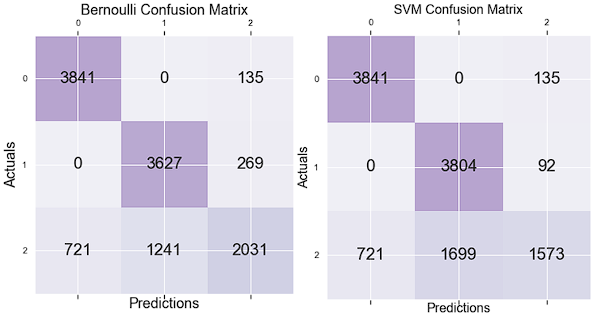 Bernoulli Confusion Matrix
0 1 2
0 3841 0 135
1 0 3627 269
2 721 1241 2031
Actuals
Predictions
SVM Confusion Matrix
0 1 2
0 3841 0 135
1 0 3804 92
2 721 1699 1573
Actuals
Predictions